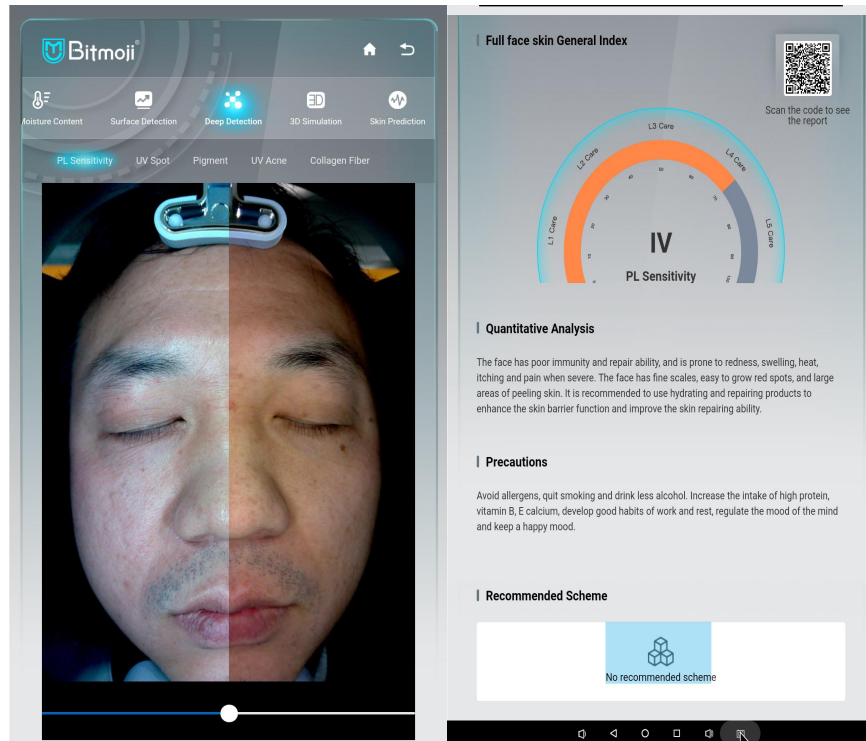 Bitmoji
Moisture Content
Surface Detection
Deep Detection
3D Simulation
Skin Prediction
PL Sensitivity
UV Spot
Pigment
UV Acne
Collagen Fiber
Full face skin General Index
Scan the code to see
the report
L1 Care
L2 Care
L3 Care
L4 Care
L5 Care
IV
PL Sensitivity
Quantitative Analysis
The face has poor immunity and repair ability, and is prone to redness, swelling, heat,
itching and pain when severe. The face has fine scales, easy to grow red spots, and large
areas of peeling skin. It is recommended to use hydrating and repairing products to
enhance the skin barrier function and improve the skin repairing ability.
Precautions
Avoid allergens, quit smoking and drink less alcohol. Increase the intake of high protein,
vitamin B, E calcium, develop good habits of work and rest, regulate the mood of the mind
and keep a happy mood.
Recommended Scheme
No recommended scheme